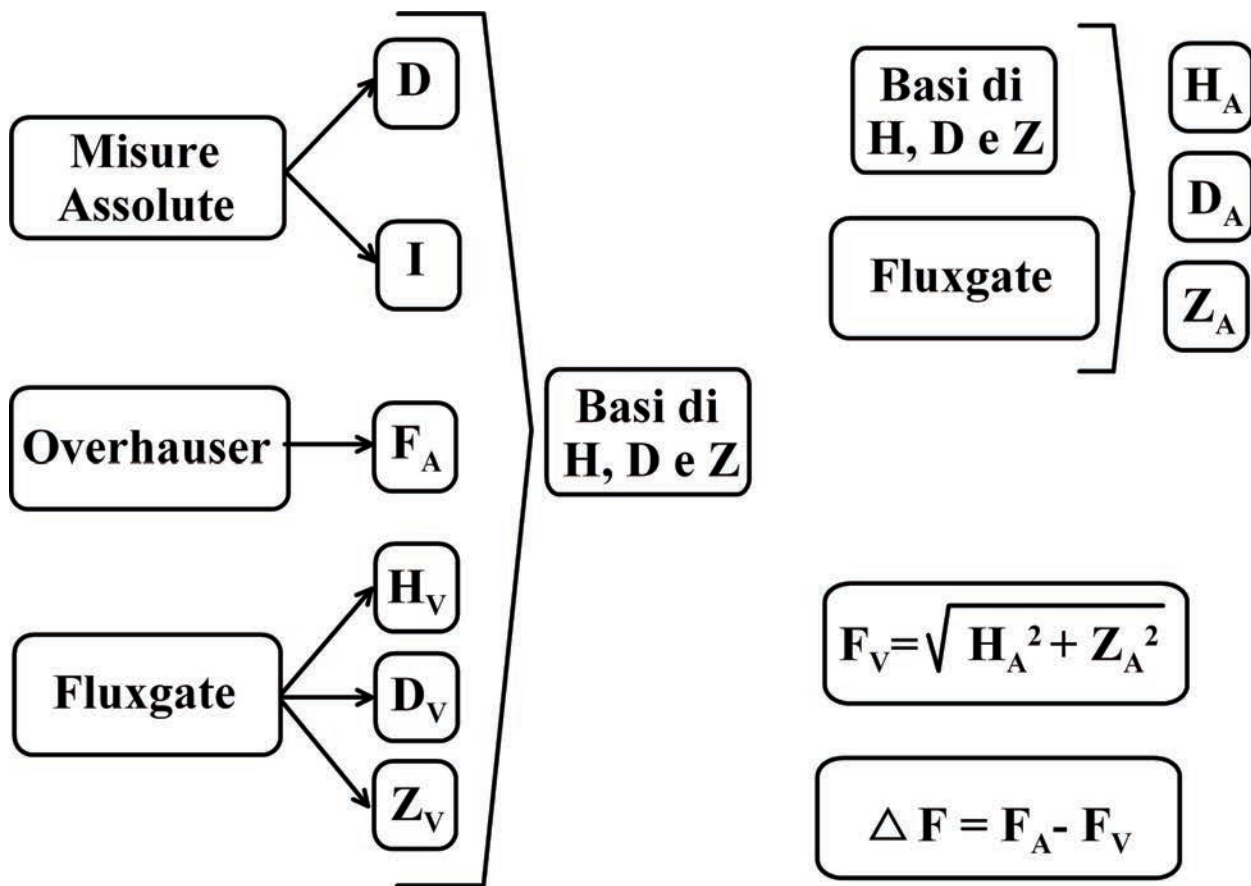 Misure
Assolute
D
I
Overhauser
F_A
Fluxgate
H_V
D_V
Z_V
Basi di
H, D e Z
Basi di
H, D e Z
Fluxgate
H_A
D_A
Z_A
F_V=√ H_A² + Z_A²
△ F = F_A - F_V